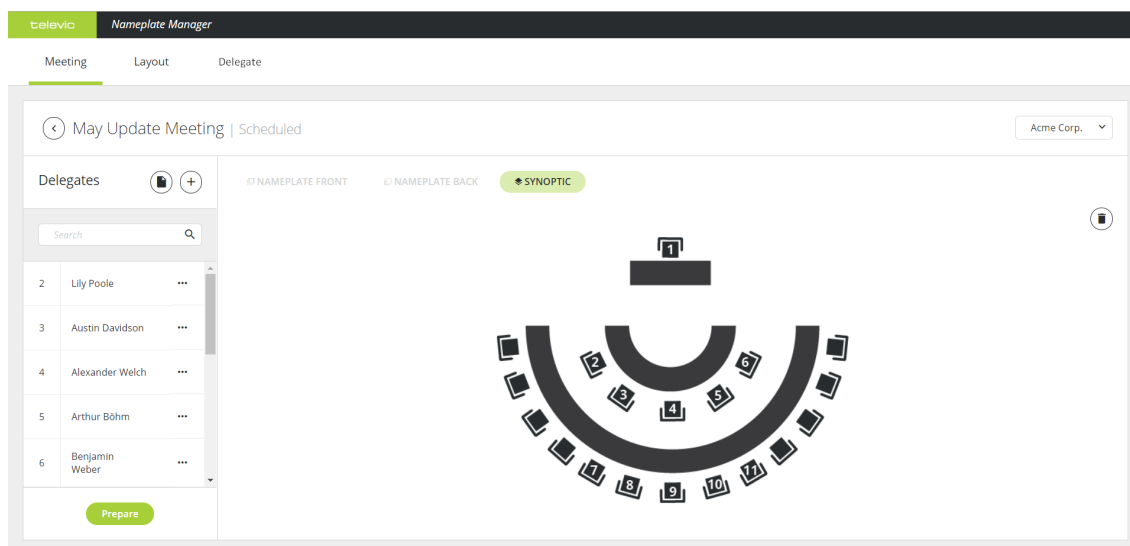 televic Nameplate Manager
Meeting Layout Delegate
May Update Meeting | Scheduled
Acme Corp.
Delegates
NAMEPLATE FRONT NAMEPLATE BACK SYNOPTIC
Search
2 Lily Poole
3 Austin Davidson
4 Alexander Welch
5 Arthur Böhm
6 Benjamin
Weber
Prepare
1
2 6
3 5
4
7 11
8 10
9